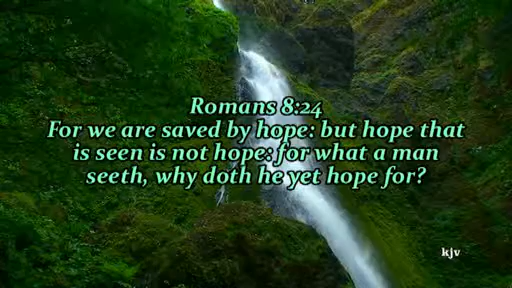 Romans 8:24
For we are saved by hope: but hope that
is seen is not hope: for what a man
seeth, why doth he yet hope for?
kjv